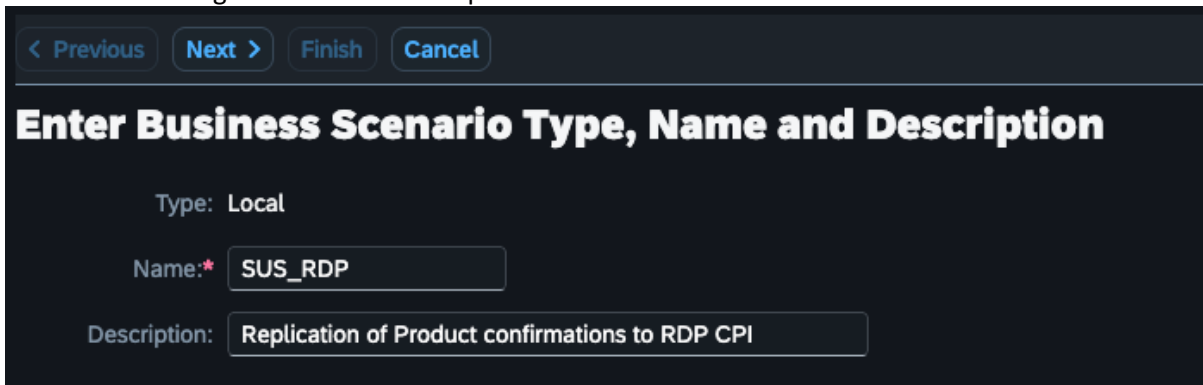 < Previous Next > Finish Cancel
Enter Business Scenario Type, Name and Description
Type: Local
Name:* SUS_RDP
Description: Replication of Product confirmations to RDP CPI